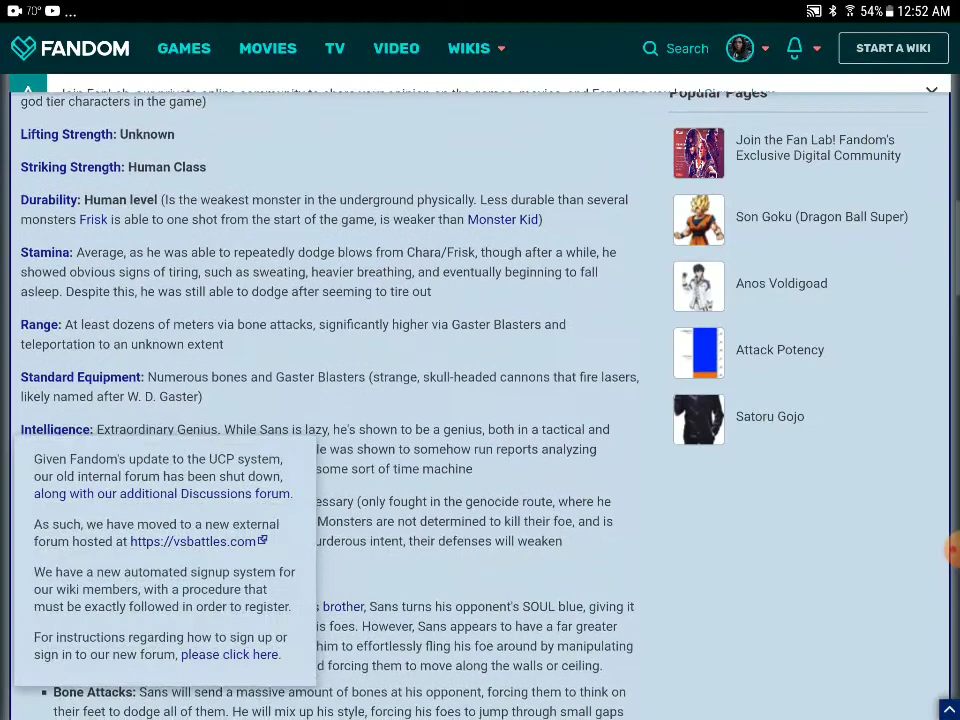 70° ... 54% 12:52 AM
FANDOM GAMES MOVIES TV VIDEO WIKIS Search START A WIKI
god tier characters in the game)
Lifting Strength: Unknown
Striking Strength: Human Class
Durability: Human level (Is the weakest monster in the underground physically. Less durable than several
monsters Frisk is able to one shot from the start of the game, is weaker than Monster Kid)
Stamina: Average, as he was able to repeatedly dodge blows from Chara/Frisk, though after a while, he
showed obvious signs of tiring, such as sweating, heavier breathing, and eventually beginning to fall
asleep. Despite this, he was still able to dodge after seeming to tire out
Range: At least dozens of meters via bone attacks, significantly higher via Gaster Blasters and
teleportation to an unknown extent
Standard Equipment: Numerous bones and Gaster Blasters (strange, skull-headed cannons that fire lasers,
likely named after W. D. Gaster)
Intelligence: Extraordinary Genius. While Sans is lazy, he's shown to be a genius, both in a tactical and
le was shown to somehow run reports analyzing
some sort of time machine
essary (only fought in the genocide route, where he
Monsters are not determined to kill their foe, and is
urderous intent, their defenses will weaken
s brother, Sans turns his opponent's SOUL blue, giving it
is foes. However, Sans appears to have a far greater
him to effortlessly fling his foe around by manipulating
d forcing them to move along the walls or ceiling.
▪ Bone Attacks: Sans will send a massive amount of bones at his opponent, forcing them to think on
their feet to dodge all of them. He will mix up his style, forcing his foes to jump through small gaps
Given Fandom's update to the UCP system,
our old internal forum has been shut down,
along with our additional Discussions forum.
As such, we have moved to a new external
forum hosted at https://vsbattles.com
We have a new automated signup system for
our wiki members, with a procedure that
must be exactly followed in order to register.
For instructions regarding how to sign up or
sign in to our new forum, please click here.
Popular Pages
Join the Fan Lab! Fandom's
Exclusive Digital Community
Son Goku (Dragon Ball Super)
Anos Voldigoad
Attack Potency
Satoru Gojo